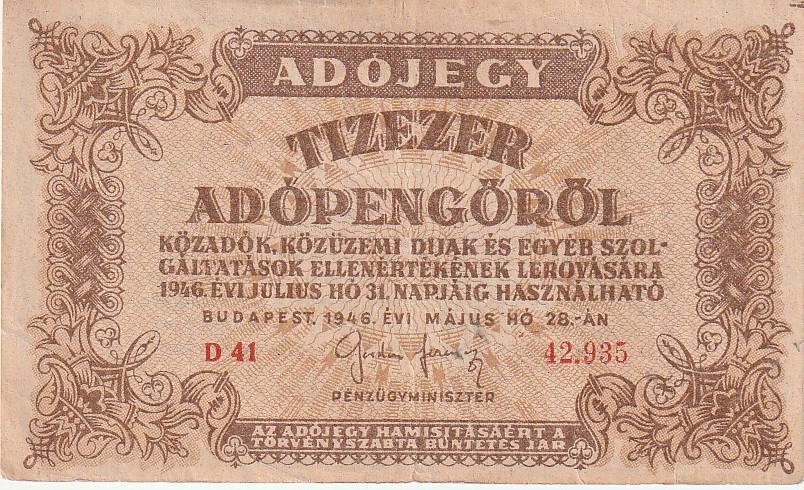 ADÓJEGY
TIZEZER
ADÓPENGŐRŐL
KÖZADÓK, KÖZÜZEMI DIJAK ÉS EGYÉB SZOL-
GÁLTATÁSOK ELLENÉRTÉKÉNEK LEROVÁSÁRA
1946. ÉVI JULIUS HÓ 31. NAPJÁIG HASZNÁLHATÓ
BUDAPEST, 1946. ÉVI MÁJUS HÓ 28.-ÁN
D 41 42.935
PÉNZÜGYMINISZTER
AZ ADÓJEGY HAMISITÁSÁÉRT A
TÖRVÉNYSZABTA BÜNTETÉS JÁR